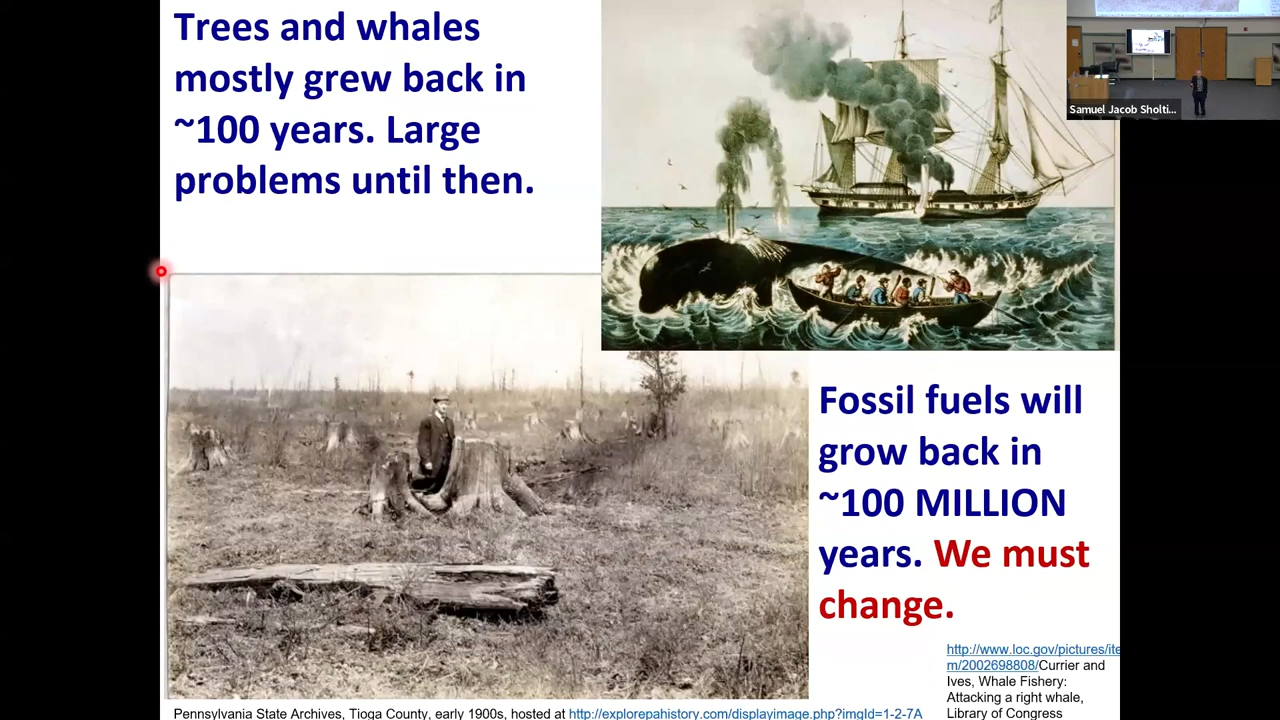 Trees and whales
mostly grew back in
~100 years. Large
problems until then.
Samuel Jacob Sholti...
Fossil fuels will
grow back in
~100 MILLION
years. We must
change.
http://www.loc.gov/pictures/ite
m/2002698808/Currier and
Ives, Whale Fishery:
Attacking a right whale,
Library of Congress
Pennsylvania State Archives, Tioga County, early 1900s, hosted at http://explorepahistory.com/displayimage.php?imgId=1-2-7A